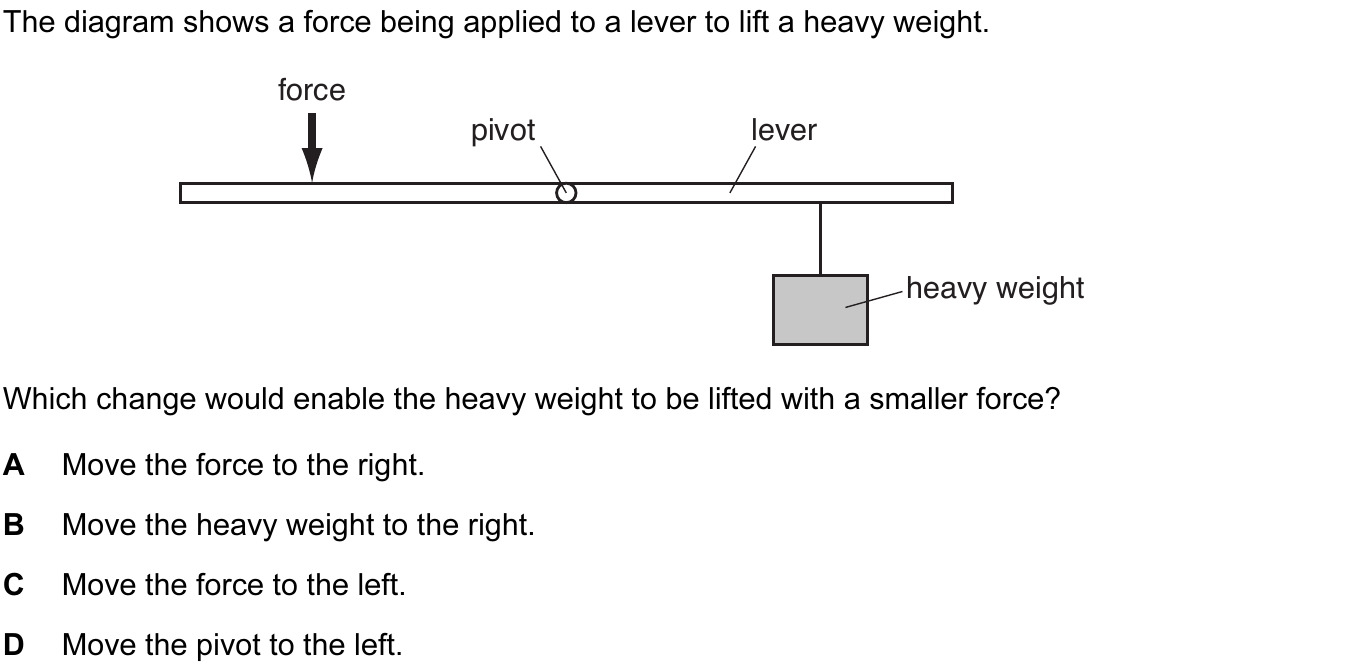 The diagram shows a force being applied to a lever to lift a heavy weight.
force
pivot
lever
heavy weight
Which change would enable the heavy weight to be lifted with a smaller force?
A Move the force to the right.
B Move the heavy weight to the right.
C Move the force to the left.
D Move the pivot to the left.